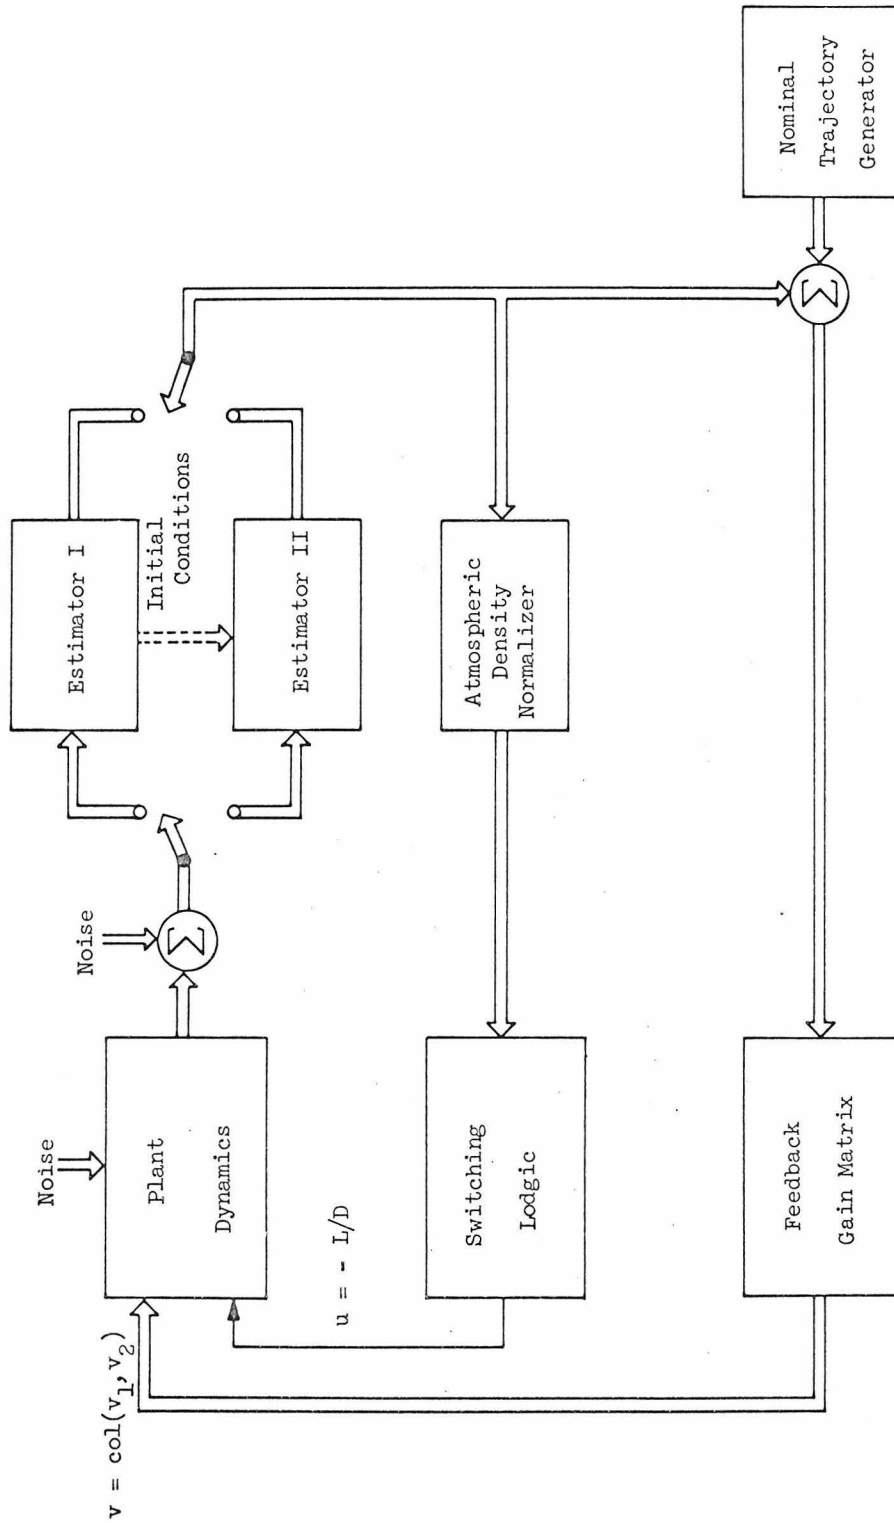 v = col(v₁, v₂)
Noise
Plant
Dynamics
Noise
Estimator I
Initial
Conditions
Estimator II
u = - L/D
Switching
Lodgic
Atmospheric
Density
Normalizer
Feedback
Gain Matrix
Nominal
Trajectory
Generator
Σ
Σ